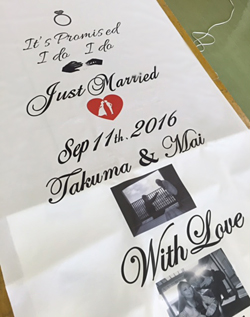 It's Promised
I do I do
Just Married
Sep 11th. 2016
Takuma & Mai
With Love